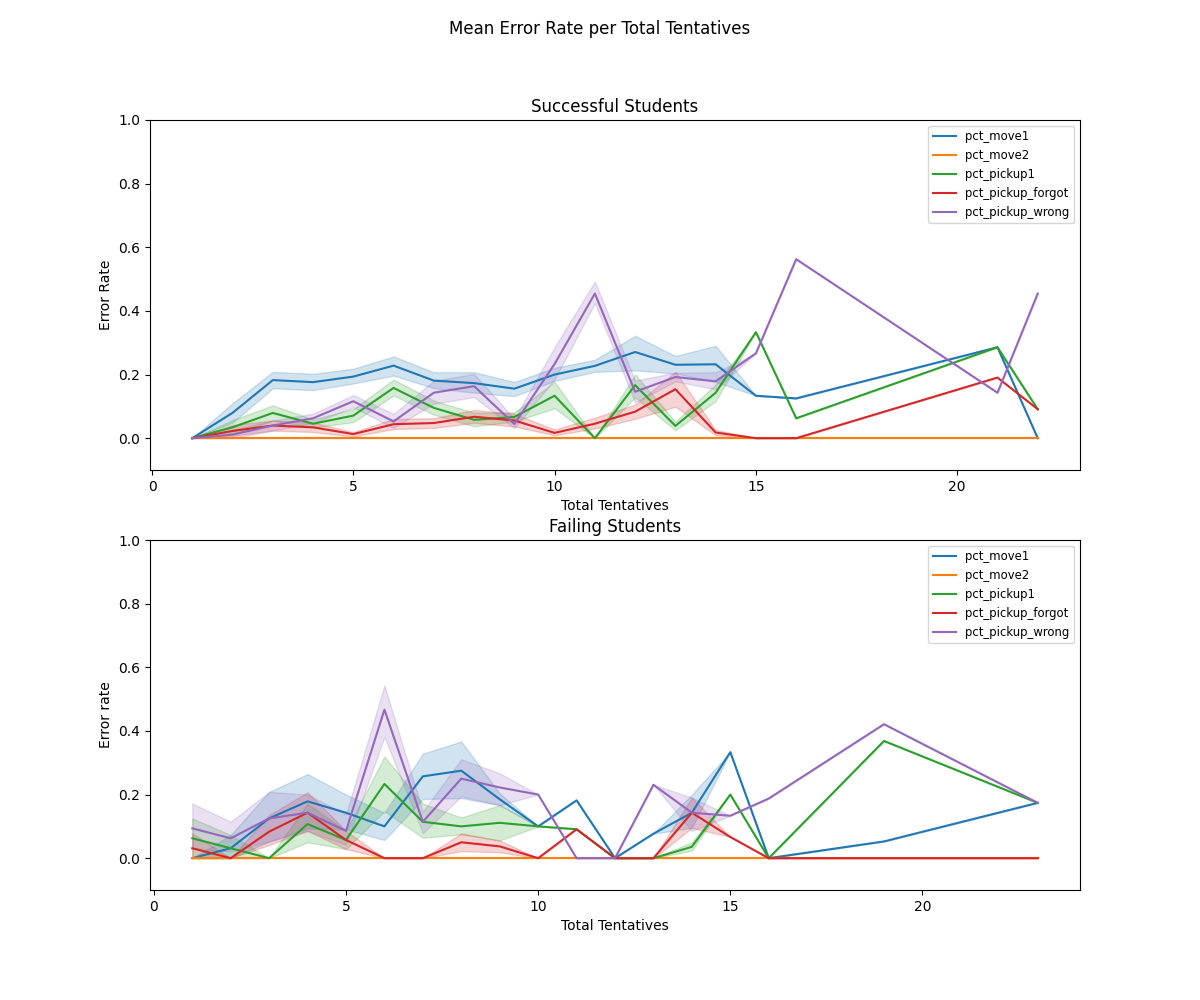 Mean Error Rate per Total Tentatives
Successful Students
1.0
0.8
0.6
0.4
0.2
0.0
Error Rate
pct_move1
pct_move2
pct_pickup1
pct_pickup_forgot
pct_pickup_wrong
0 5 10 15 20
Total Tentatives
Failing Students
1.0
0.8
0.6
0.4
0.2
0.0
Error rate
pct_move1
pct_move2
pct_pickup1
pct_pickup_forgot
pct_pickup_wrong
0 5 10 15 20
Total Tentatives